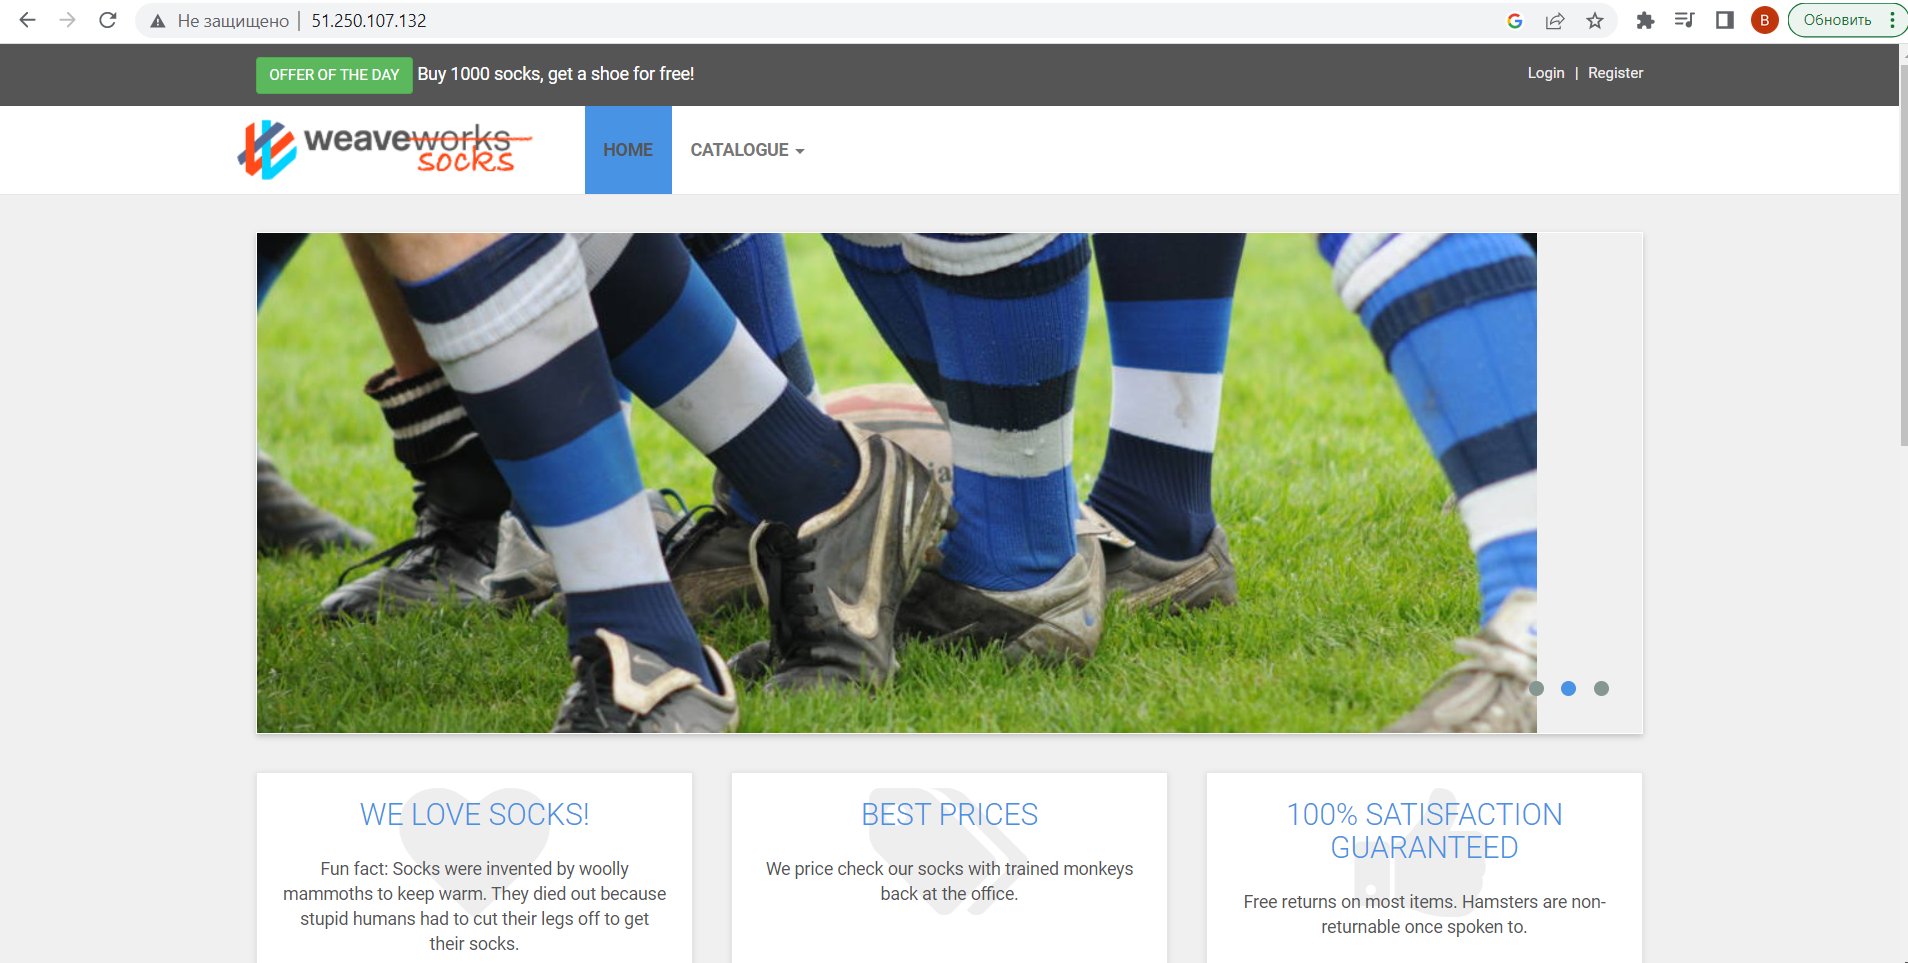 Не защищено | 51.250.107.132
B
Обновить
OFFER OF THE DAY Buy 1000 socks, get a shoe for free!
Login | Register
weaveworks
socks
HOME
CATALOGUE
WE LOVE SOCKS!
Fun fact: Socks were invented by woolly
mammoths to keep warm. They died out because
stupid humans had to cut their legs off to get
their socks.
BEST PRICES
We price check our socks with trained monkeys
back at the office.
100% SATISFACTION
GUARANTEED
Free returns on most items. Hamsters are non-
returnable once spoken to.